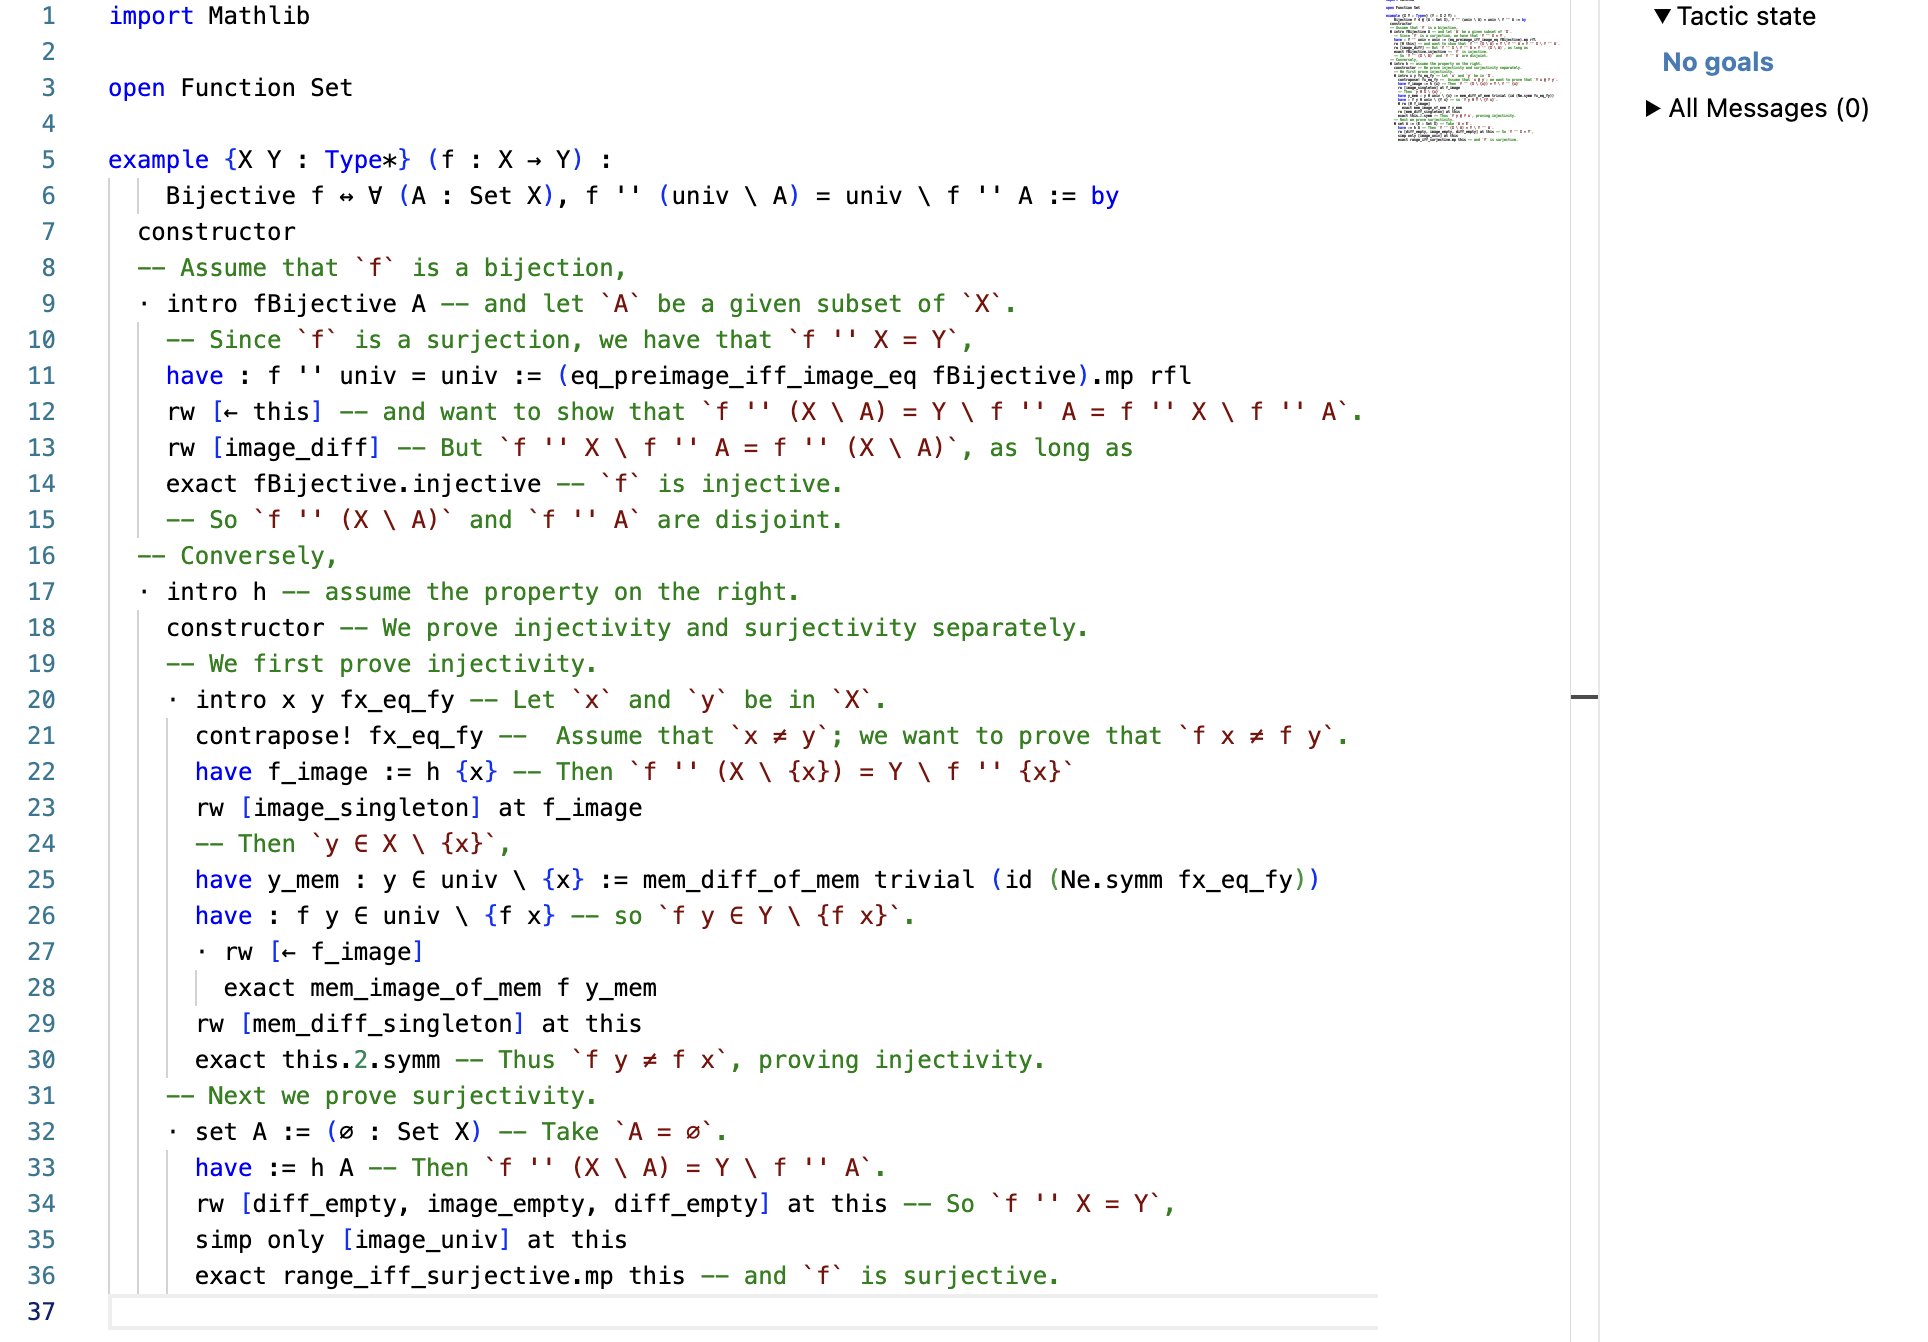 1 import Mathlib
2
3 open Function Set
4
5 example {X Y : Type*} (f : X → Y) :
6     Bijective f ↔ ∀ (A : Set X), f '' (univ \ A) = univ \ f '' A := by
7   constructor
8   -- Assume that `f` is a bijection,
9   · intro fBijective A -- and let `A` be a given subset of `X`.
10     -- Since `f` is a surjection, we have that `f '' X = Y`,
11     have : f '' univ = univ := (eq_preimage_iff_image_eq fBijective).mp rfl
12     rw [← this] -- and want to show that `f '' (X \ A) = Y \ f '' A = f '' X \ f '' A`.
13     rw [image_diff] -- But `f '' X \ f '' A = f '' (X \ A)`, as long as
14     exact fBijective.injective -- `f` is injective.
15     -- So `f '' (X \ A)` and `f '' A` are disjoint.
16   -- Conversely,
17   · intro h -- assume the property on the right.
18     constructor -- We prove injectivity and surjectivity separately.
19     -- We first prove injectivity.
20     · intro x y fx_eq_fy -- Let `x` and `y` be in `X`.
21       contrapose! fx_eq_fy --  Assume that `x ≠ y`; we want to prove that `f x ≠ f y`.
22       have f_image := h {x} -- Then `f '' (X \ {x}) = Y \ f '' {x}`
23       rw [image_singleton] at f_image
24       -- Then `y ∈ X \ {x}`,
25       have y_mem : y ∈ univ \ {x} := mem_diff_of_mem trivial (id (Ne.symm fx_eq_fy))
26       have : f y ∈ univ \ {f x} -- so `f y ∈ Y \ {f x}`.
27       · rw [← f_image]
28         exact mem_image_of_mem f y_mem
29       rw [mem_diff_singleton] at this
30       exact this.2.symm -- Thus `f y ≠ f x`, proving injectivity.
31     -- Next we prove surjectivity.
32     · set A := (∅ : Set X) -- Take `A = ∅`.
33       have := h A -- Then `f '' (X \ A) = Y \ f '' A`.
34       rw [diff_empty, image_empty, diff_empty] at this -- So `f '' X = Y`,
35       simp only [image_univ] at this
36       exact range_iff_surjective.mp this -- and `f` is surjective.
37
▼ Tactic state
No goals
▶ All Messages (0)